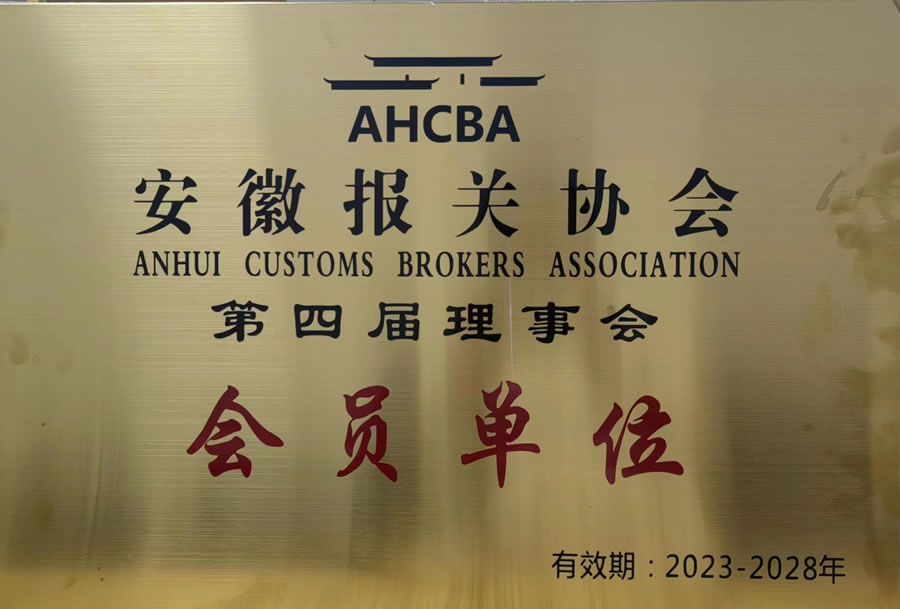 AHCBA
安徽报关协会
ANHUI CUSTOMS BROKERS ASSOCIATION
第四届理事会
会员单位
有效期：2023-2028年